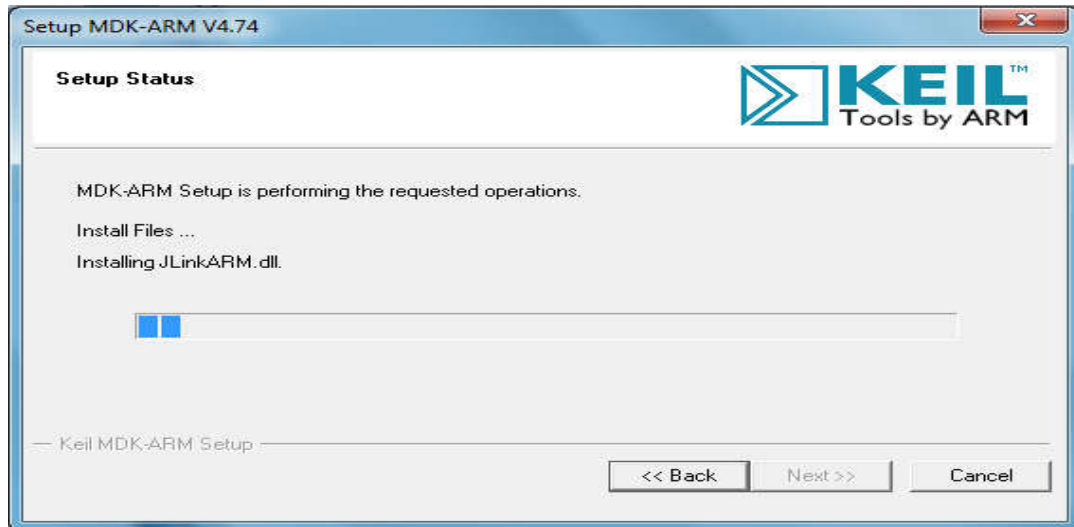 Setup MDK-ARM V4.74
Setup Status
KEIL™
Tools by ARM
MDK-ARM Setup is performing the requested operations.
Install Files ...
Installing JLinkARM.dll.
Keil MDK-ARM Setup
<< Back
Next >>
Cancel